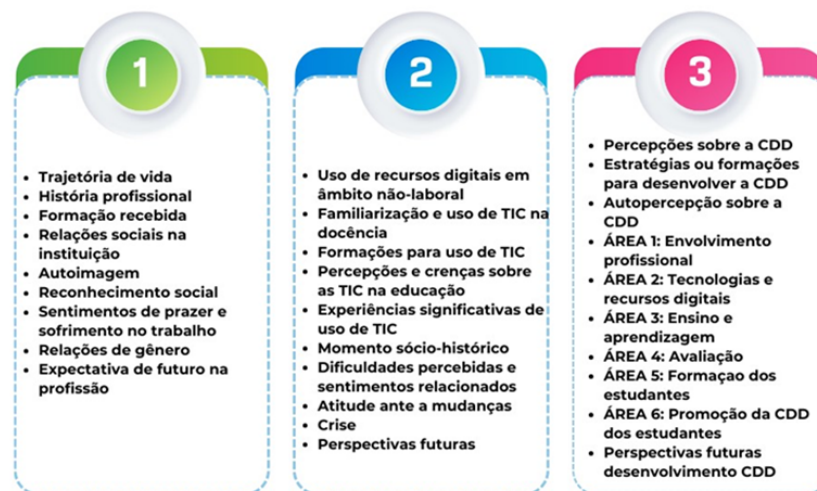 1
• Trajetória de vida
• História profissional
• Formação recebida
• Relações sociais na
instituição
• Autoimagem
• Reconhecimento social
• Sentimentos de prazer e
sofrimento no trabalho
• Relações de gênero
• Expectativa de futuro na
profissão
2
• Uso de recursos digitais em
âmbito não-laboral
• Familiarização e uso de TIC na
docência
• Formações para uso de TIC
• Percepções e crenças sobre
as TIC na educação
• Experiências significativas de
uso de TIC
• Momento sócio-histórico
• Dificuldades percebidas e
sentimentos relacionados
• Atitude ante a mudanças
• Crise
• Perspectivas futuras
3
• Percepções sobre a CDD
• Estratégias ou formações
para desenvolver a CDD
• Autopercepção sobre a
CDD
• ÁREA 1: Envolvimento
profissional
• ÁREA 2: Tecnologias e
recursos digitais
• ÁREA 3: Ensino e
aprendizagem
• ÁREA 4: Avaliação
• ÁREA 5: Formaçao dos
estudantes
• ÁREA 6: Promoção da CDD
dos estudantes
• Perspectivas futuras
desenvolvimento CDD